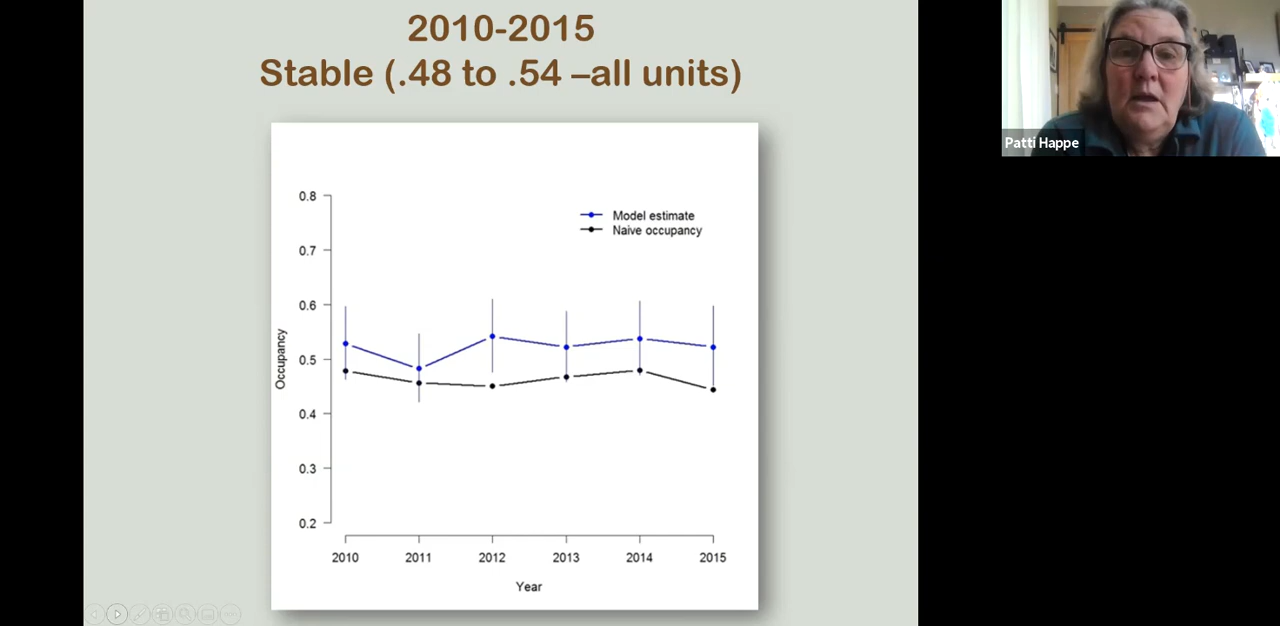 2010-2015
Stable (.48 to .54 –all units)
Patti Happe
0.8
Model estimate
Naive occupancy
0.7
0.6
0.5
Occupancy
0.4
0.3
0.2
2010 2011 2012 2013 2014 2015
Year